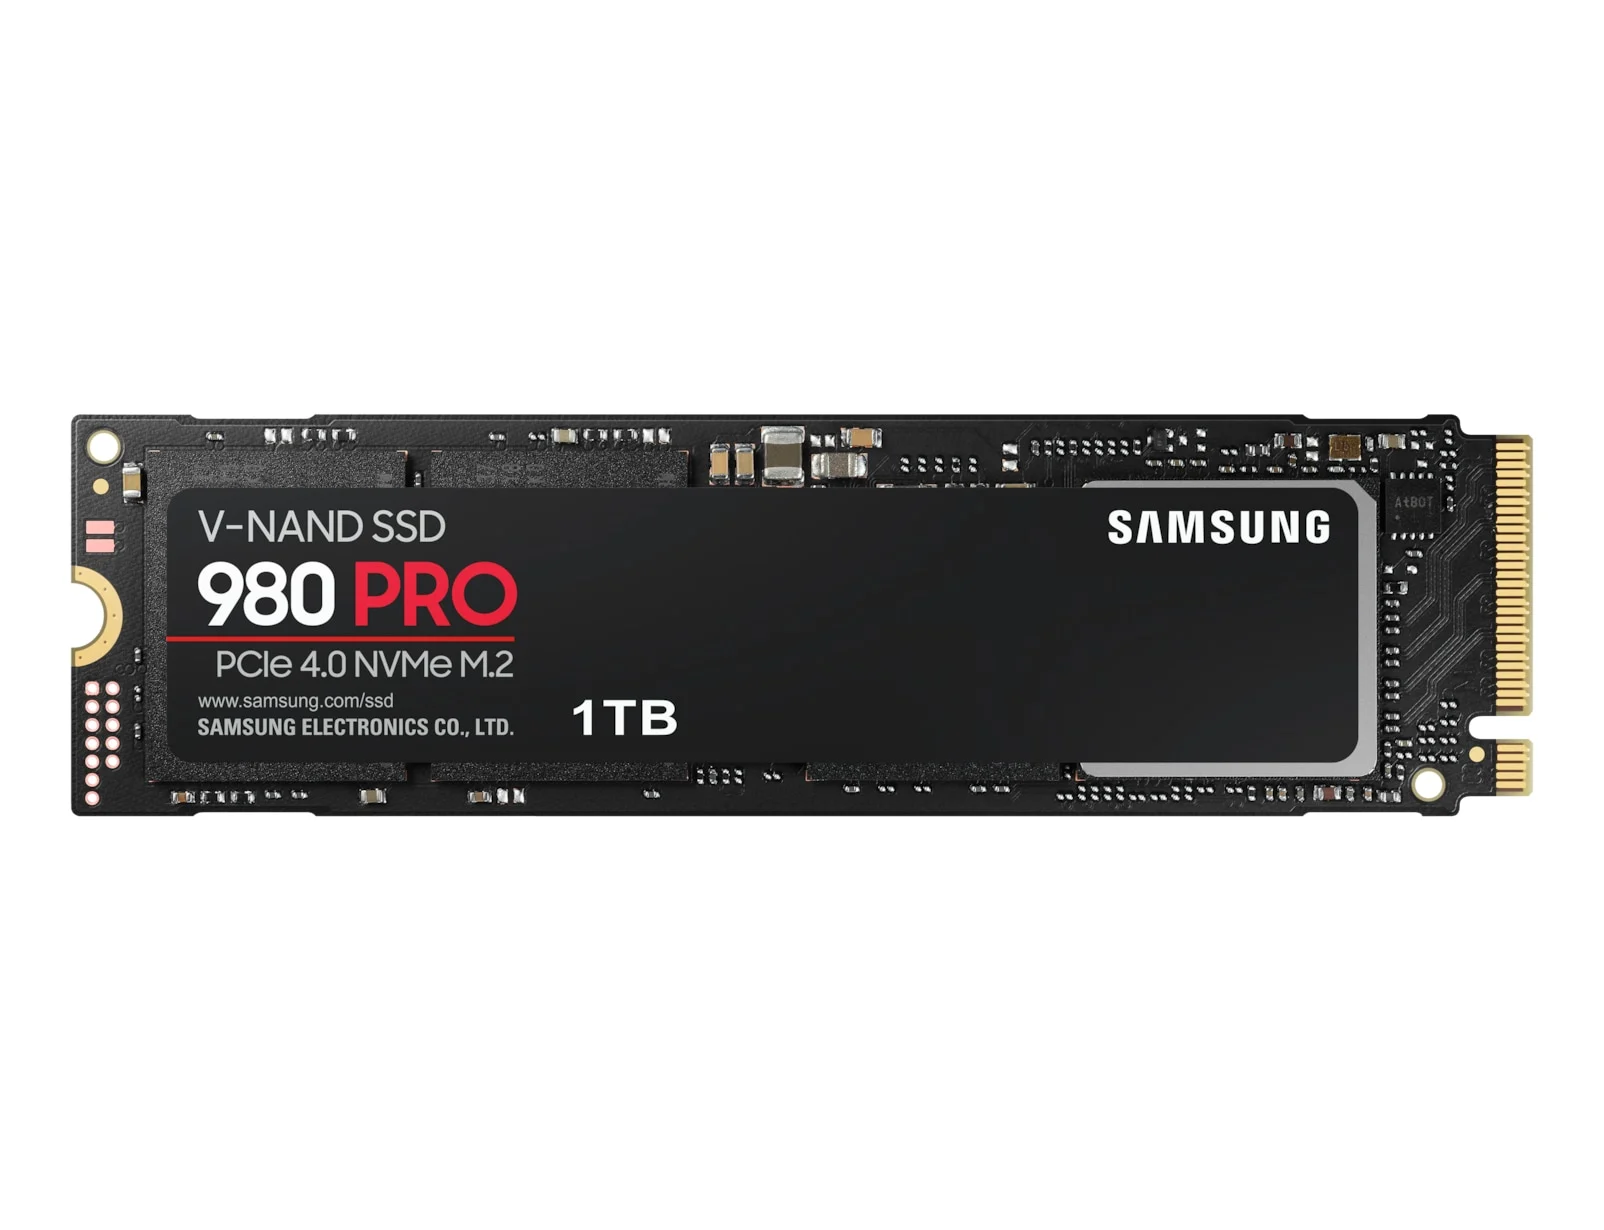 V-NAND SSD
SAMSUNG
980 PRO
PCIe 4.0 NVMe M.2
www.samsung.com/ssd
SAMSUNG ELECTRONICS CO., LTD.
1TB